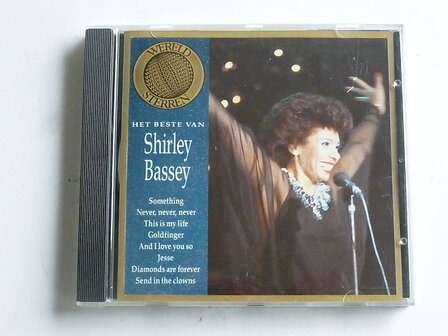 WERELD
STERREN
HET BESTE VAN
Shirley
Bassey
Something
Never, never, never
This is my life
Goldfinger
And I love you so
Jesse
Diamonds are forever
Send in the clowns